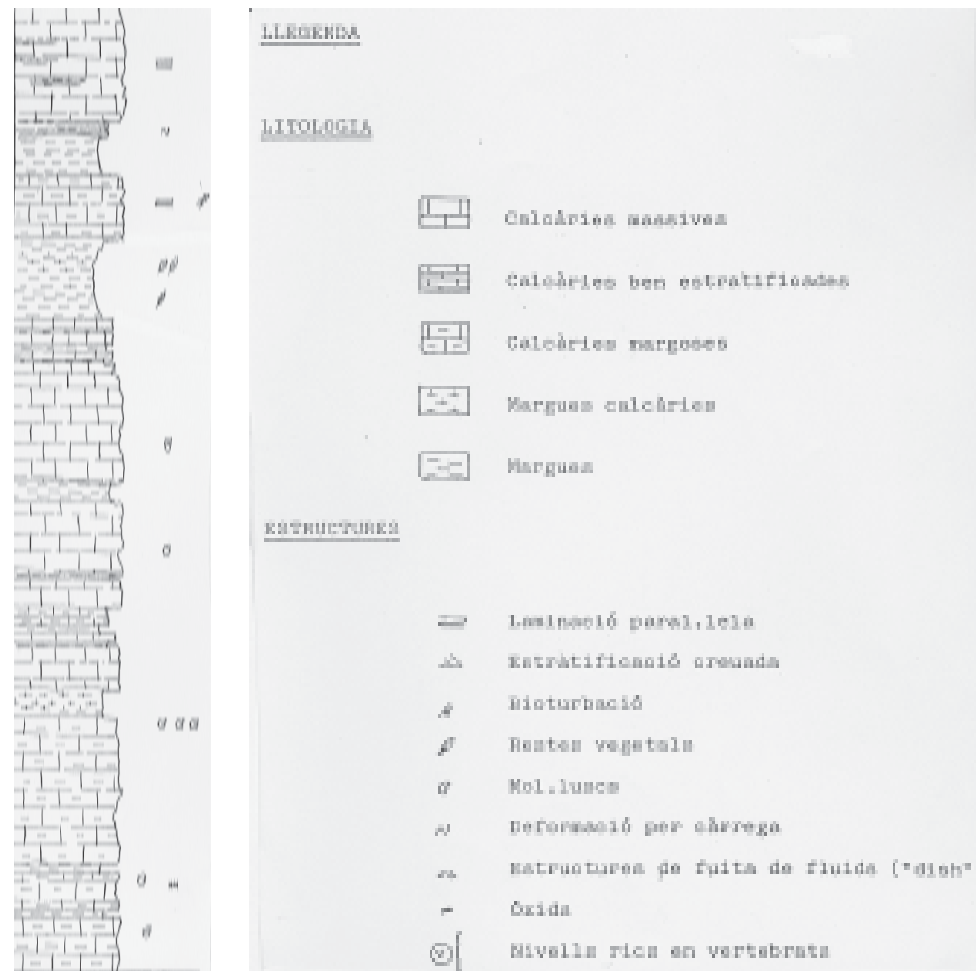 LLEGENDA
LITOLOGIA
Calcàries massives
Calcàries ben estratificades
Calcàries margoses
Margues calcàries
Margues
ESTRUCTURES
Laminació paral.lela
Estratificació creuada
Bioturbació
Restes vegetals
Mol.luscs
Deformació per càrrega
Estructures de fuita de fluids ("dish"
Òxids
Nivells rics en vertebrats